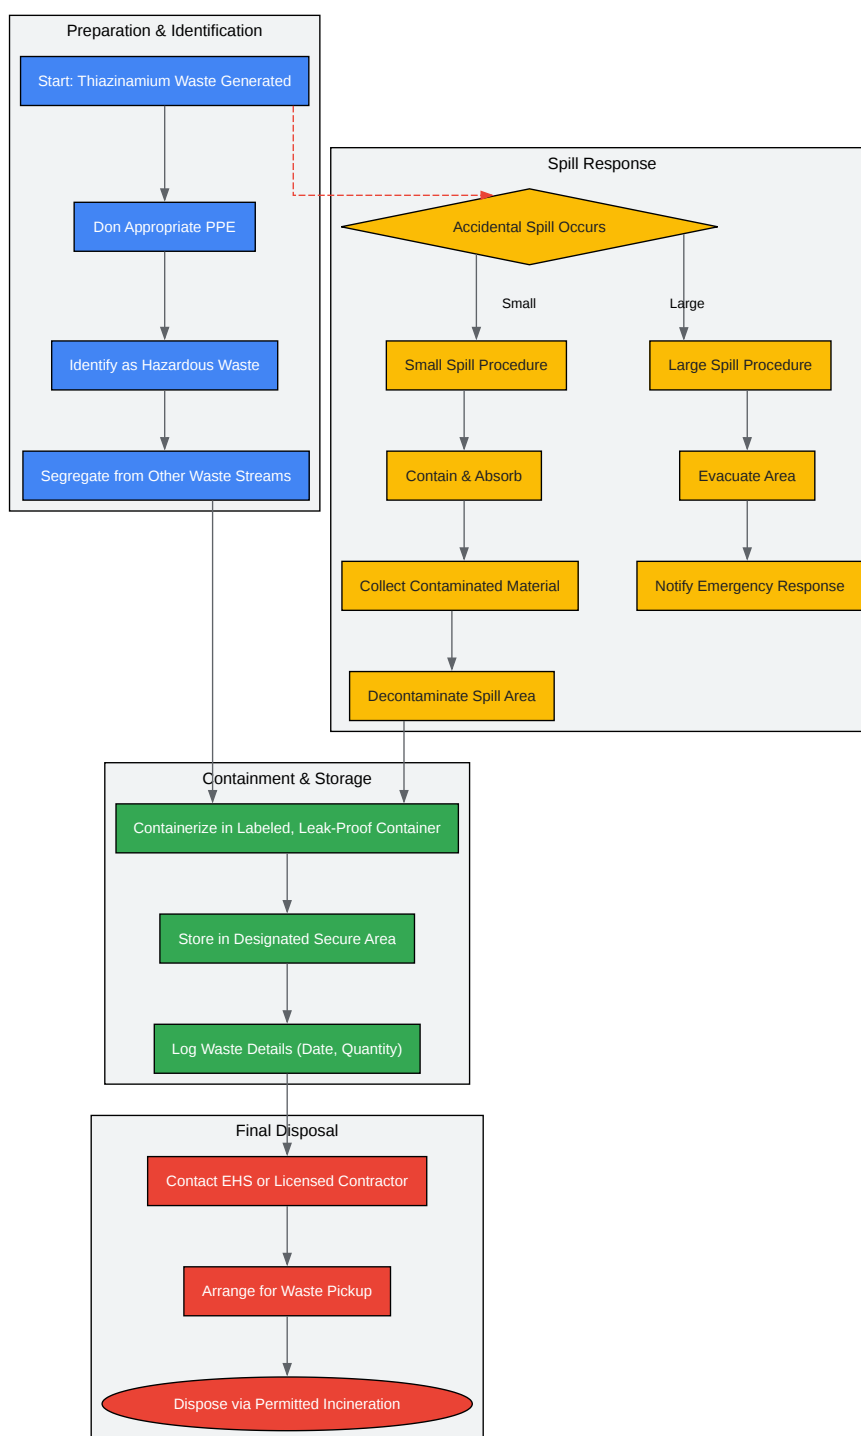 Preparation & Identification
Start: Thiazinamium Waste Generated
Don Appropriate PPE
Identify as Hazardous Waste
Segregate from Other Waste Streams
Spill Response
Accidental Spill Occurs
Small
Large
Small Spill Procedure
Large Spill Procedure
Contain & Absorb
Evacuate Area
Collect Contaminated Material
Notify Emergency Response
Decontaminate Spill Area
Containment & Storage
Containerize in Labeled, Leak-Proof Container
Store in Designated Secure Area
Log Waste Details (Date, Quantity)
Final Disposal
Contact EHS or Licensed Contractor
Arrange for Waste Pickup
Dispose via Permitted Incineration